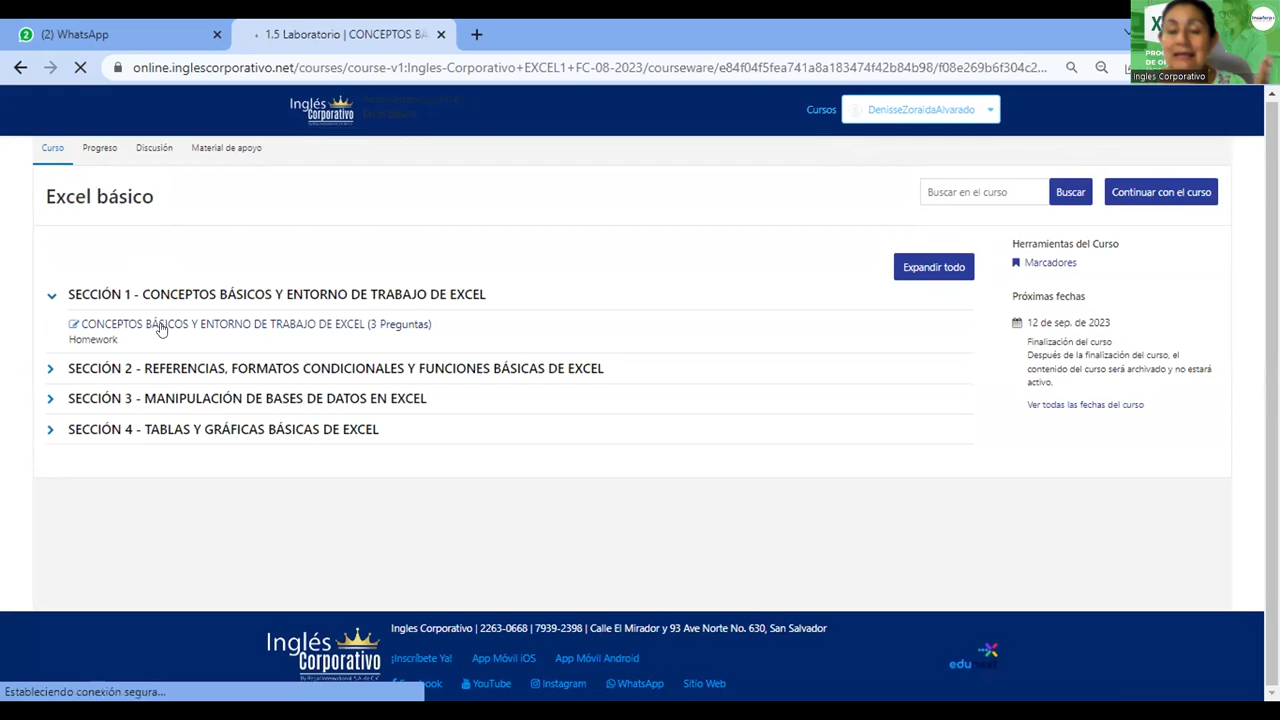 (2) WhatsApp
1.5 Laboratorio | CONCEPTOS BÁ
online.inglescorporativo.net/courses/course-v1:Ingles-Corporativo+EXCEL1+FC-08-2023/courseware/e84f04f5fea741a8183474f42b84b98/f08e269b6f304c2...
Ingles Corporativo
Inglés
Corporativo
Cursos
DenisseZoraidaAlvarado
Curso
Progreso
Discusión
Material de apoyo
Excel básico
Buscar en el curso
Buscar
Continuar con el curso
Expandir todo
Herramientas del Curso
Marcadores
SECCIÓN 1 - CONCEPTOS BÁSICOS Y ENTORNO DE TRABAJO DE EXCEL
CONCEPTOS BÁSICOS Y ENTORNO DE TRABAJO DE EXCEL (3 Preguntas)
Homework
SECCIÓN 2 - REFERENCIAS, FORMATOS CONDICIONALES Y FUNCIONES BÁSICAS DE EXCEL
SECCIÓN 3 - MANIPULACIÓN DE BASES DE DATOS EN EXCEL
SECCIÓN 4 - TABLAS Y GRÁFICAS BÁSICAS DE EXCEL
Próximas fechas
12 de sep. de 2023
Finalización del curso
Después de la finalización del curso, el
contenido del curso será archivado y no estará
activo.
Ver todas las fechas del curso
Inglés
Corporativo
Ingles Corporativo | 2263-0668 | 7939-2398 | Calle El Mirador y 93 Ave Norte No. 630, San Salvador
¡Inscríbete Ya!
App Móvil iOS
App Móvil Android
YouTube
Instagram
WhatsApp
Sitio Web
Estableciendo conexión segura...